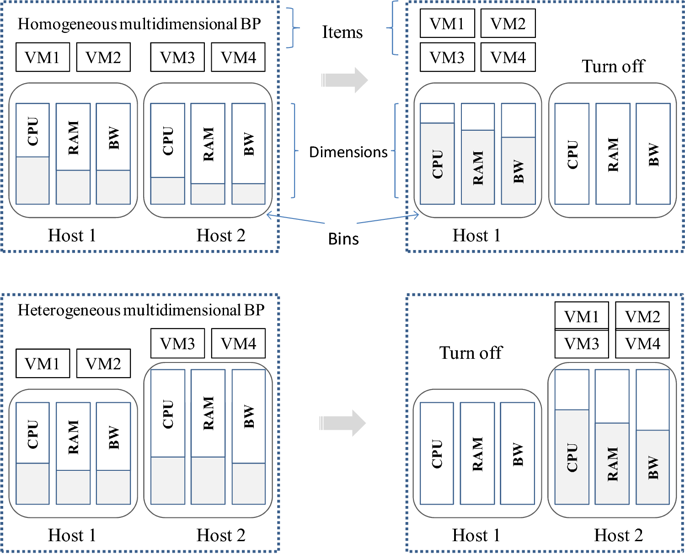 Homogeneous multidimensional BP
VM1 VM2 VM3 VM4
CPU RAM BW CPU RAM BW
Host 1 Host 2
Items
Dimensions
Bins
VM1 VM2
VM3 VM4
Turn off
CPU RAM BW CPU RAM BW
Host 1
Heterogeneous multidimensional BP
VM3 VM4
VM1 VM2
CPU RAM BW CPU RAM BW
Host 1 Host 2
VM1 VM2
VM3 VM4
Turn off
CPU RAM BW CPU RAM BW
Host 1 Host 2